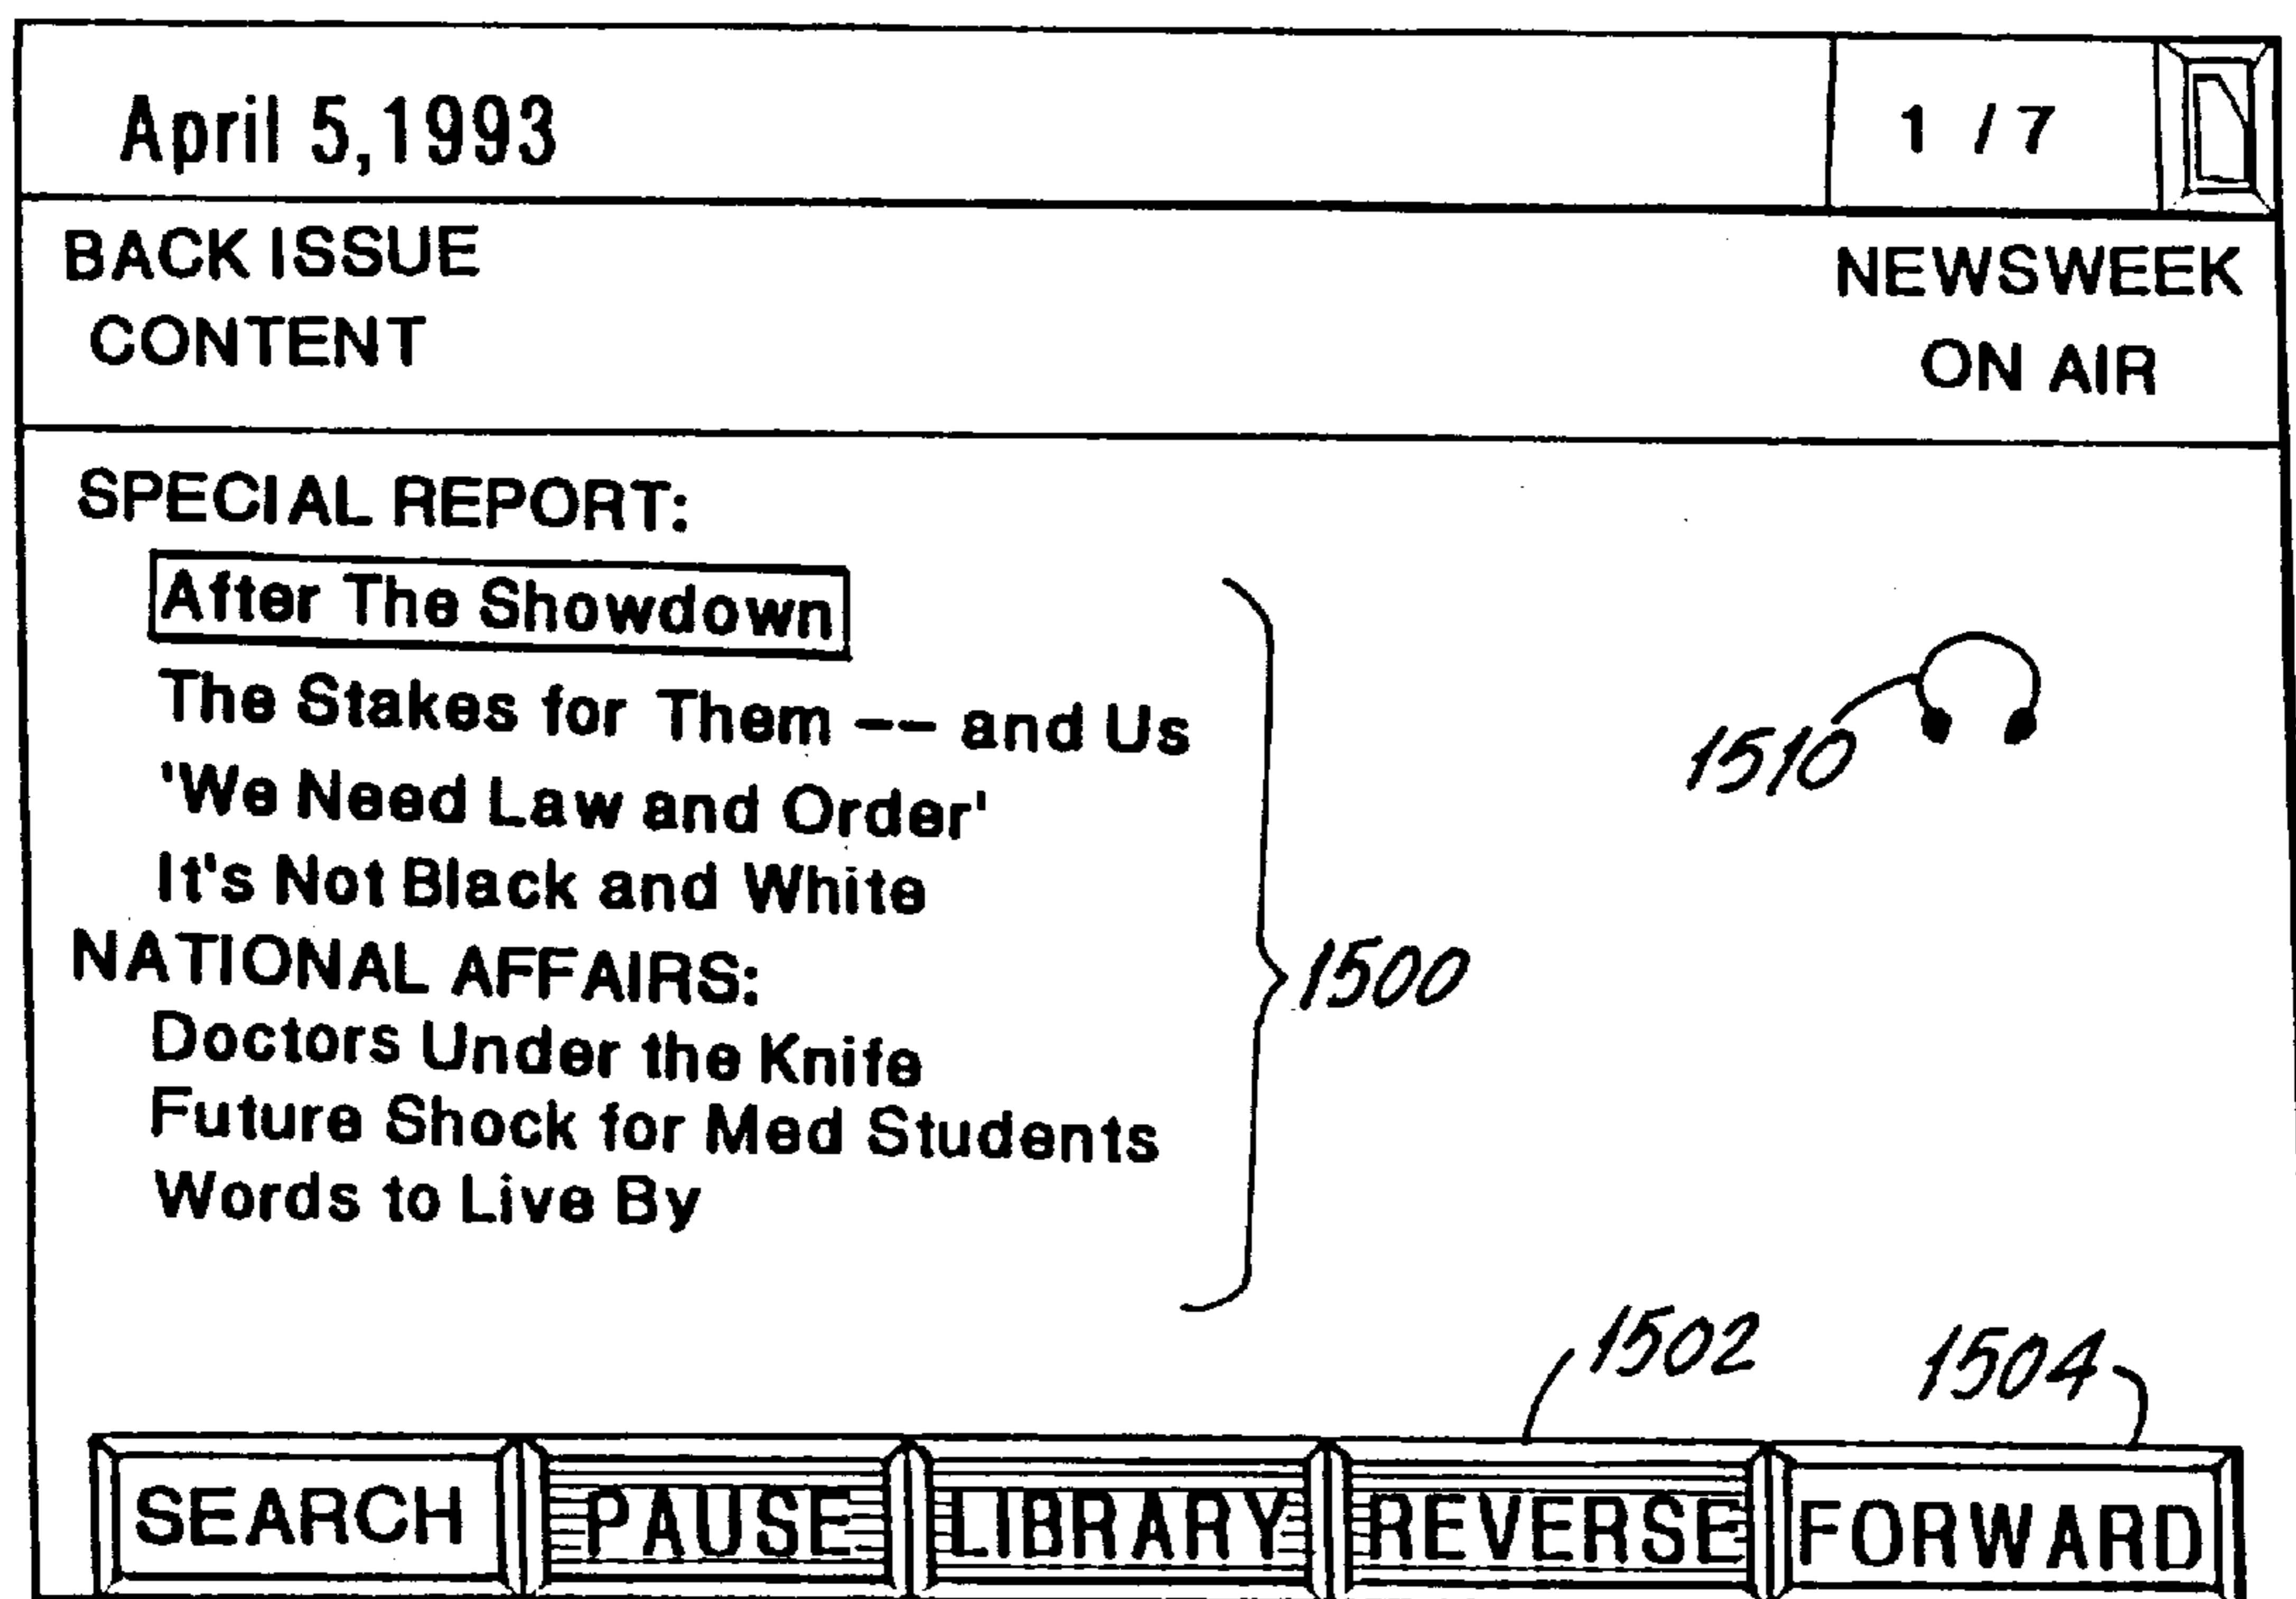 April 5,1993
1 / 7
BACK ISSUE
CONTENT
NEWSWEEK
ON AIR
SPECIAL REPORT:
After The Showdown
The Stakes for Them -- and Us
'We Need Law and Order'
It's Not Black and White
NATIONAL AFFAIRS:
Doctors Under the Knife
Future Shock for Med Students
Words to Live By
1510
1500
1502
1504
SEARCH PAUSE LIBRARY REVERSE FORWARD